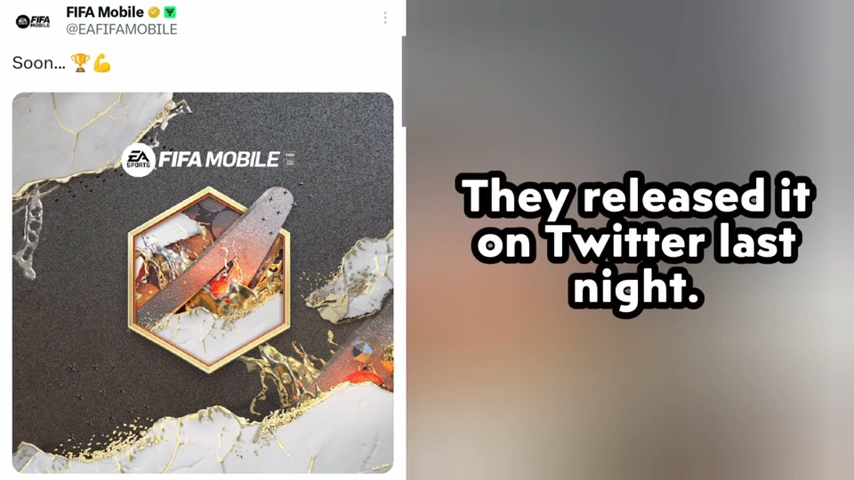 FIFA Mobile
@EAFIFAMOBILE
Soon... 🏆💪
EA SPORTS FIFA MOBILE
They released it
on Twitter last
night.